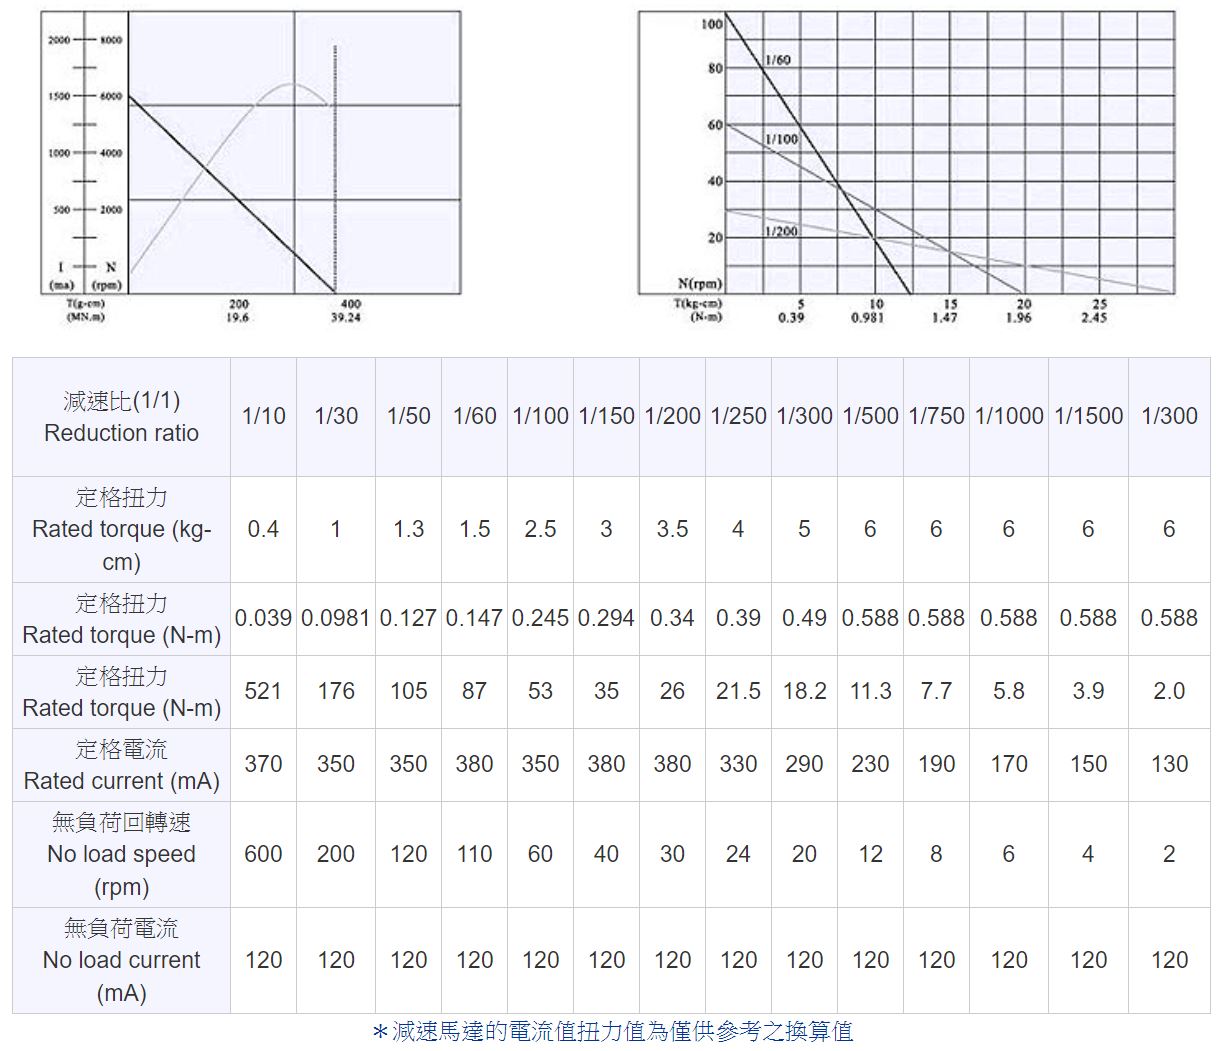 2000 8000
1500 6000
1000 4000
500 2000
I N
(ma) (rpm)
T(g-cm) 200 400
(MN.m) 19.6 39.24
100
1/60
80
60
1/100
40
1/200
20
N(rpm)
T(kg-cm) 5 10 15 20 25
(N-m) 0.39 0.981 1.47 1.96 2.45
減速比(1/1)
Reduction ratio
1/10 1/30 1/50 1/60 1/100 1/150 1/200 1/250 1/300 1/500 1/750 1/1000 1/1500 1/300
定格扭力
Rated torque (kg-
cm)
0.4 1 1.3 1.5 2.5 3 3.5 4 5 6 6 6 6 6
定格扭力
Rated torque (N-m)
0.039 0.0981 0.127 0.147 0.245 0.294 0.34 0.39 0.49 0.588 0.588 0.588 0.588 0.588
定格扭力
Rated torque (N-m)
521 176 105 87 53 35 26 21.5 18.2 11.3 7.7 5.8 3.9 2.0
定格電流
Rated current (mA)
370 350 350 380 350 380 380 330 290 230 190 170 150 130
無負荷回轉速
No load speed
(rpm)
600 200 120 110 60 40 30 24 20 12 8 6 4 2
無負荷電流
No load current
(mA)
120 120 120 120 120 120 120 120 120 120 120 120 120 120
＊減速馬達的電流值扭力值為僅供參考之換算值